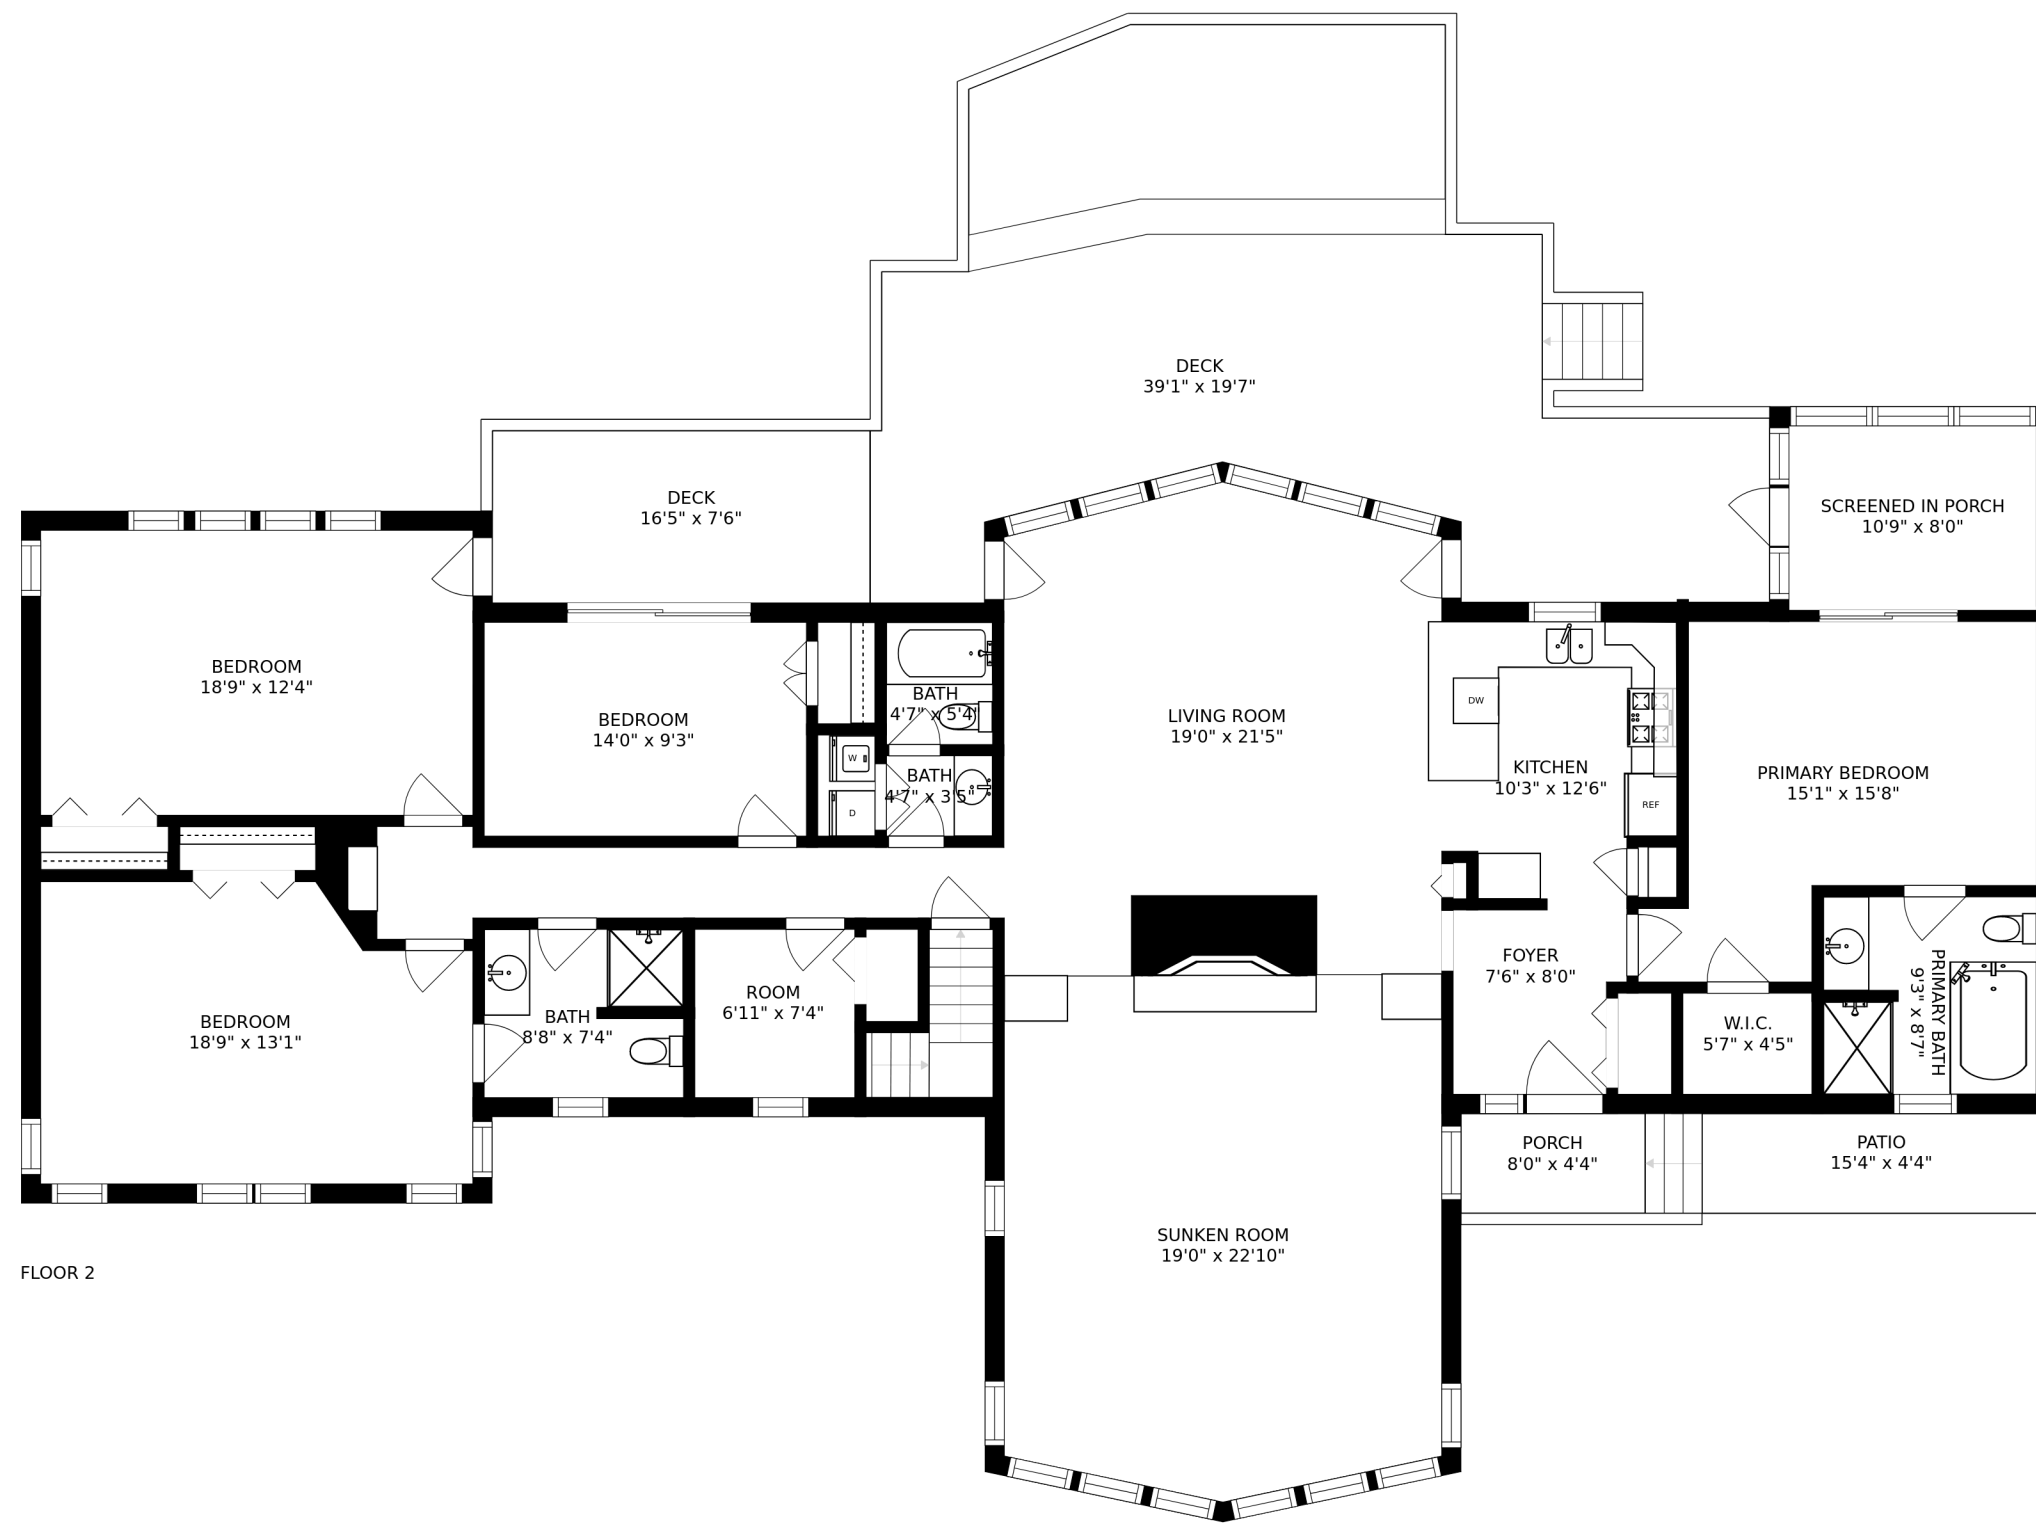 DECK
39'1" x 19'7"
DECK
16'5" x 7'6"
SCREENED IN PORCH
10'9" x 8'0"
BEDROOM
18'9" x 12'4"
BEDROOM
14'0" x 9'3"
BATH
4'7" x 5'4"
LIVING ROOM
19'0" x 21'5"
DW
KITCHEN
10'3" x 12'6"
PRIMARY BEDROOM
15'1" x 15'8"
W
BATH
4'7" x 3'5"
D
REF
BEDROOM
18'9" x 13'1"
BATH
8'8" x 7'4"
ROOM
6'11" x 7'4"
FOYER
7'6" x 8'0"
W.I.C.
5'7" x 4'5"
PRIMARY BATH
9'3" x 8'7"
PORCH
8'0" x 4'4"
PATIO
15'4" x 4'4"
SUNKEN ROOM
19'0" x 22'10"
FLOOR 2